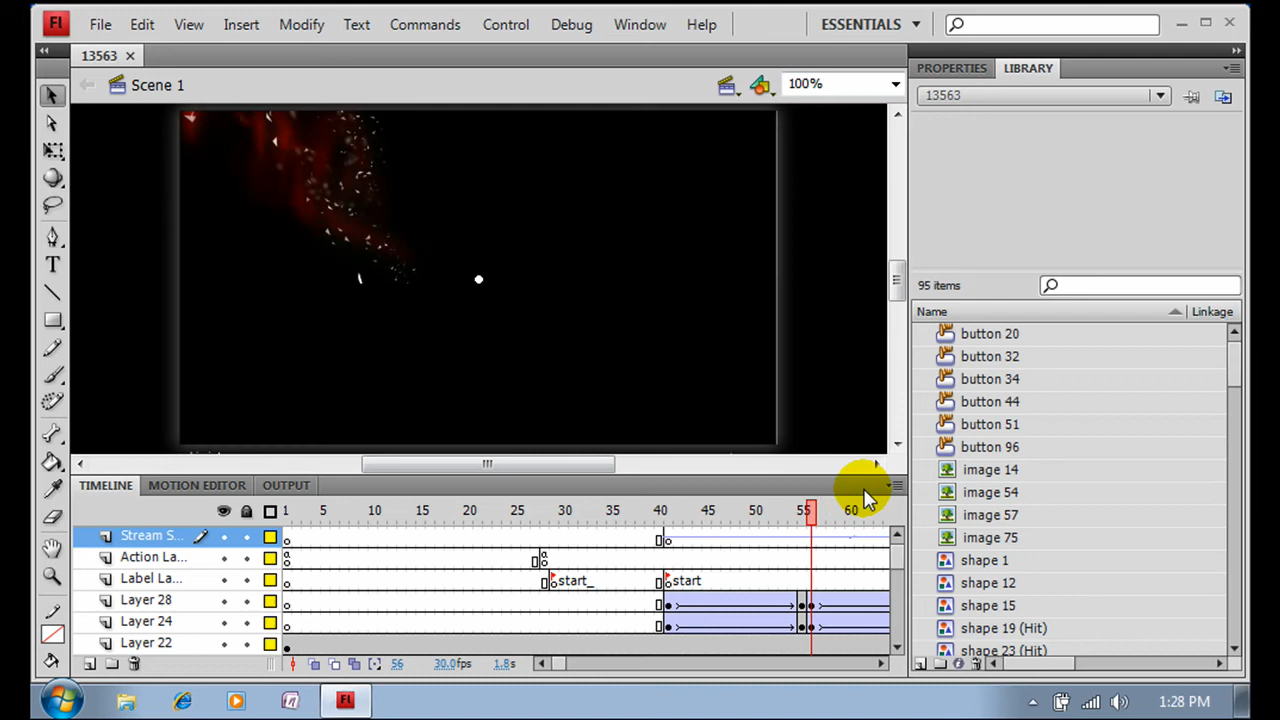 Fl File Edit View Insert Modify Text Commands Control Debug Window Help ESSENTIALS
13563
Scene 1 100%
PROPERTIES LIBRARY
13563
95 items
Name Linkage
button 20
button 32
button 34
button 44
button 51
button 96
image 14
image 54
image 57
image 75
shape 1
shape 12
shape 15
shape 19 (Hit)
shape 23 (Hit)
TIMELINE MOTION EDITOR OUTPUT
1 5 10 15 20 25 30 35 40 45 50 55 60
Stream S...
Action La... a a
Label La... start_ start
Layer 28
Layer 24
Layer 22
56 30.0fps 1.8s
Fl 1:28 PM